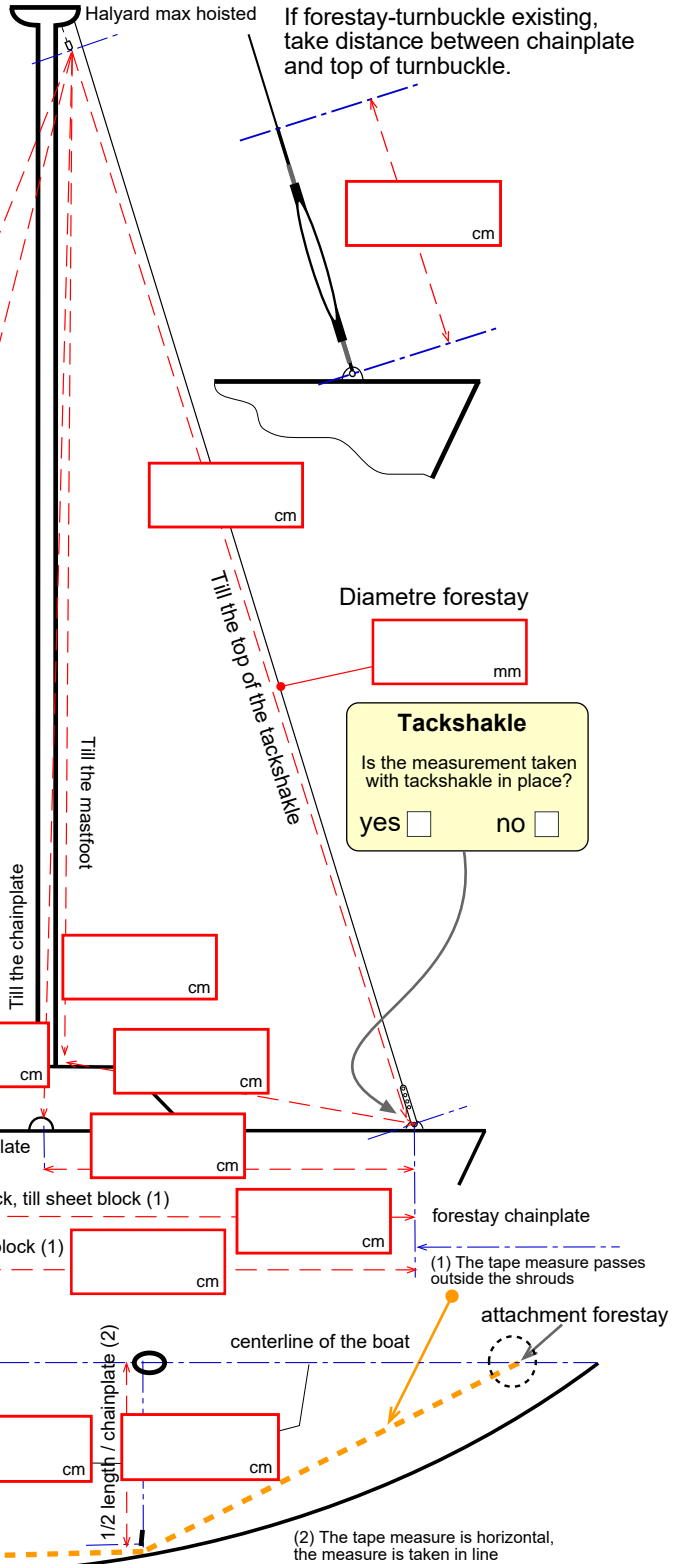 Halyard max hoisted
If forestay-turnbuckle existing,
take distance between chainplate
and top of turnbuckle.
cm
cm
Till the top of the tackshakle
Diametre forestay
mm
Tackshakle
Is the measurement taken
with tackshakle in place?
yes
no
Till the mastfoot
Till the chainplate
cm
cm
cm
late
cm
ck, till sheet block (1)
cm
forestay chainplate
lock (1)
cm
(1) The tape measure passes
outside the shrouds
attachment forestay
centerline of the boat
1/2 length / chainplate (2)
cm
cm
(2) The tape measure is horizontal,
the measure is taken in line